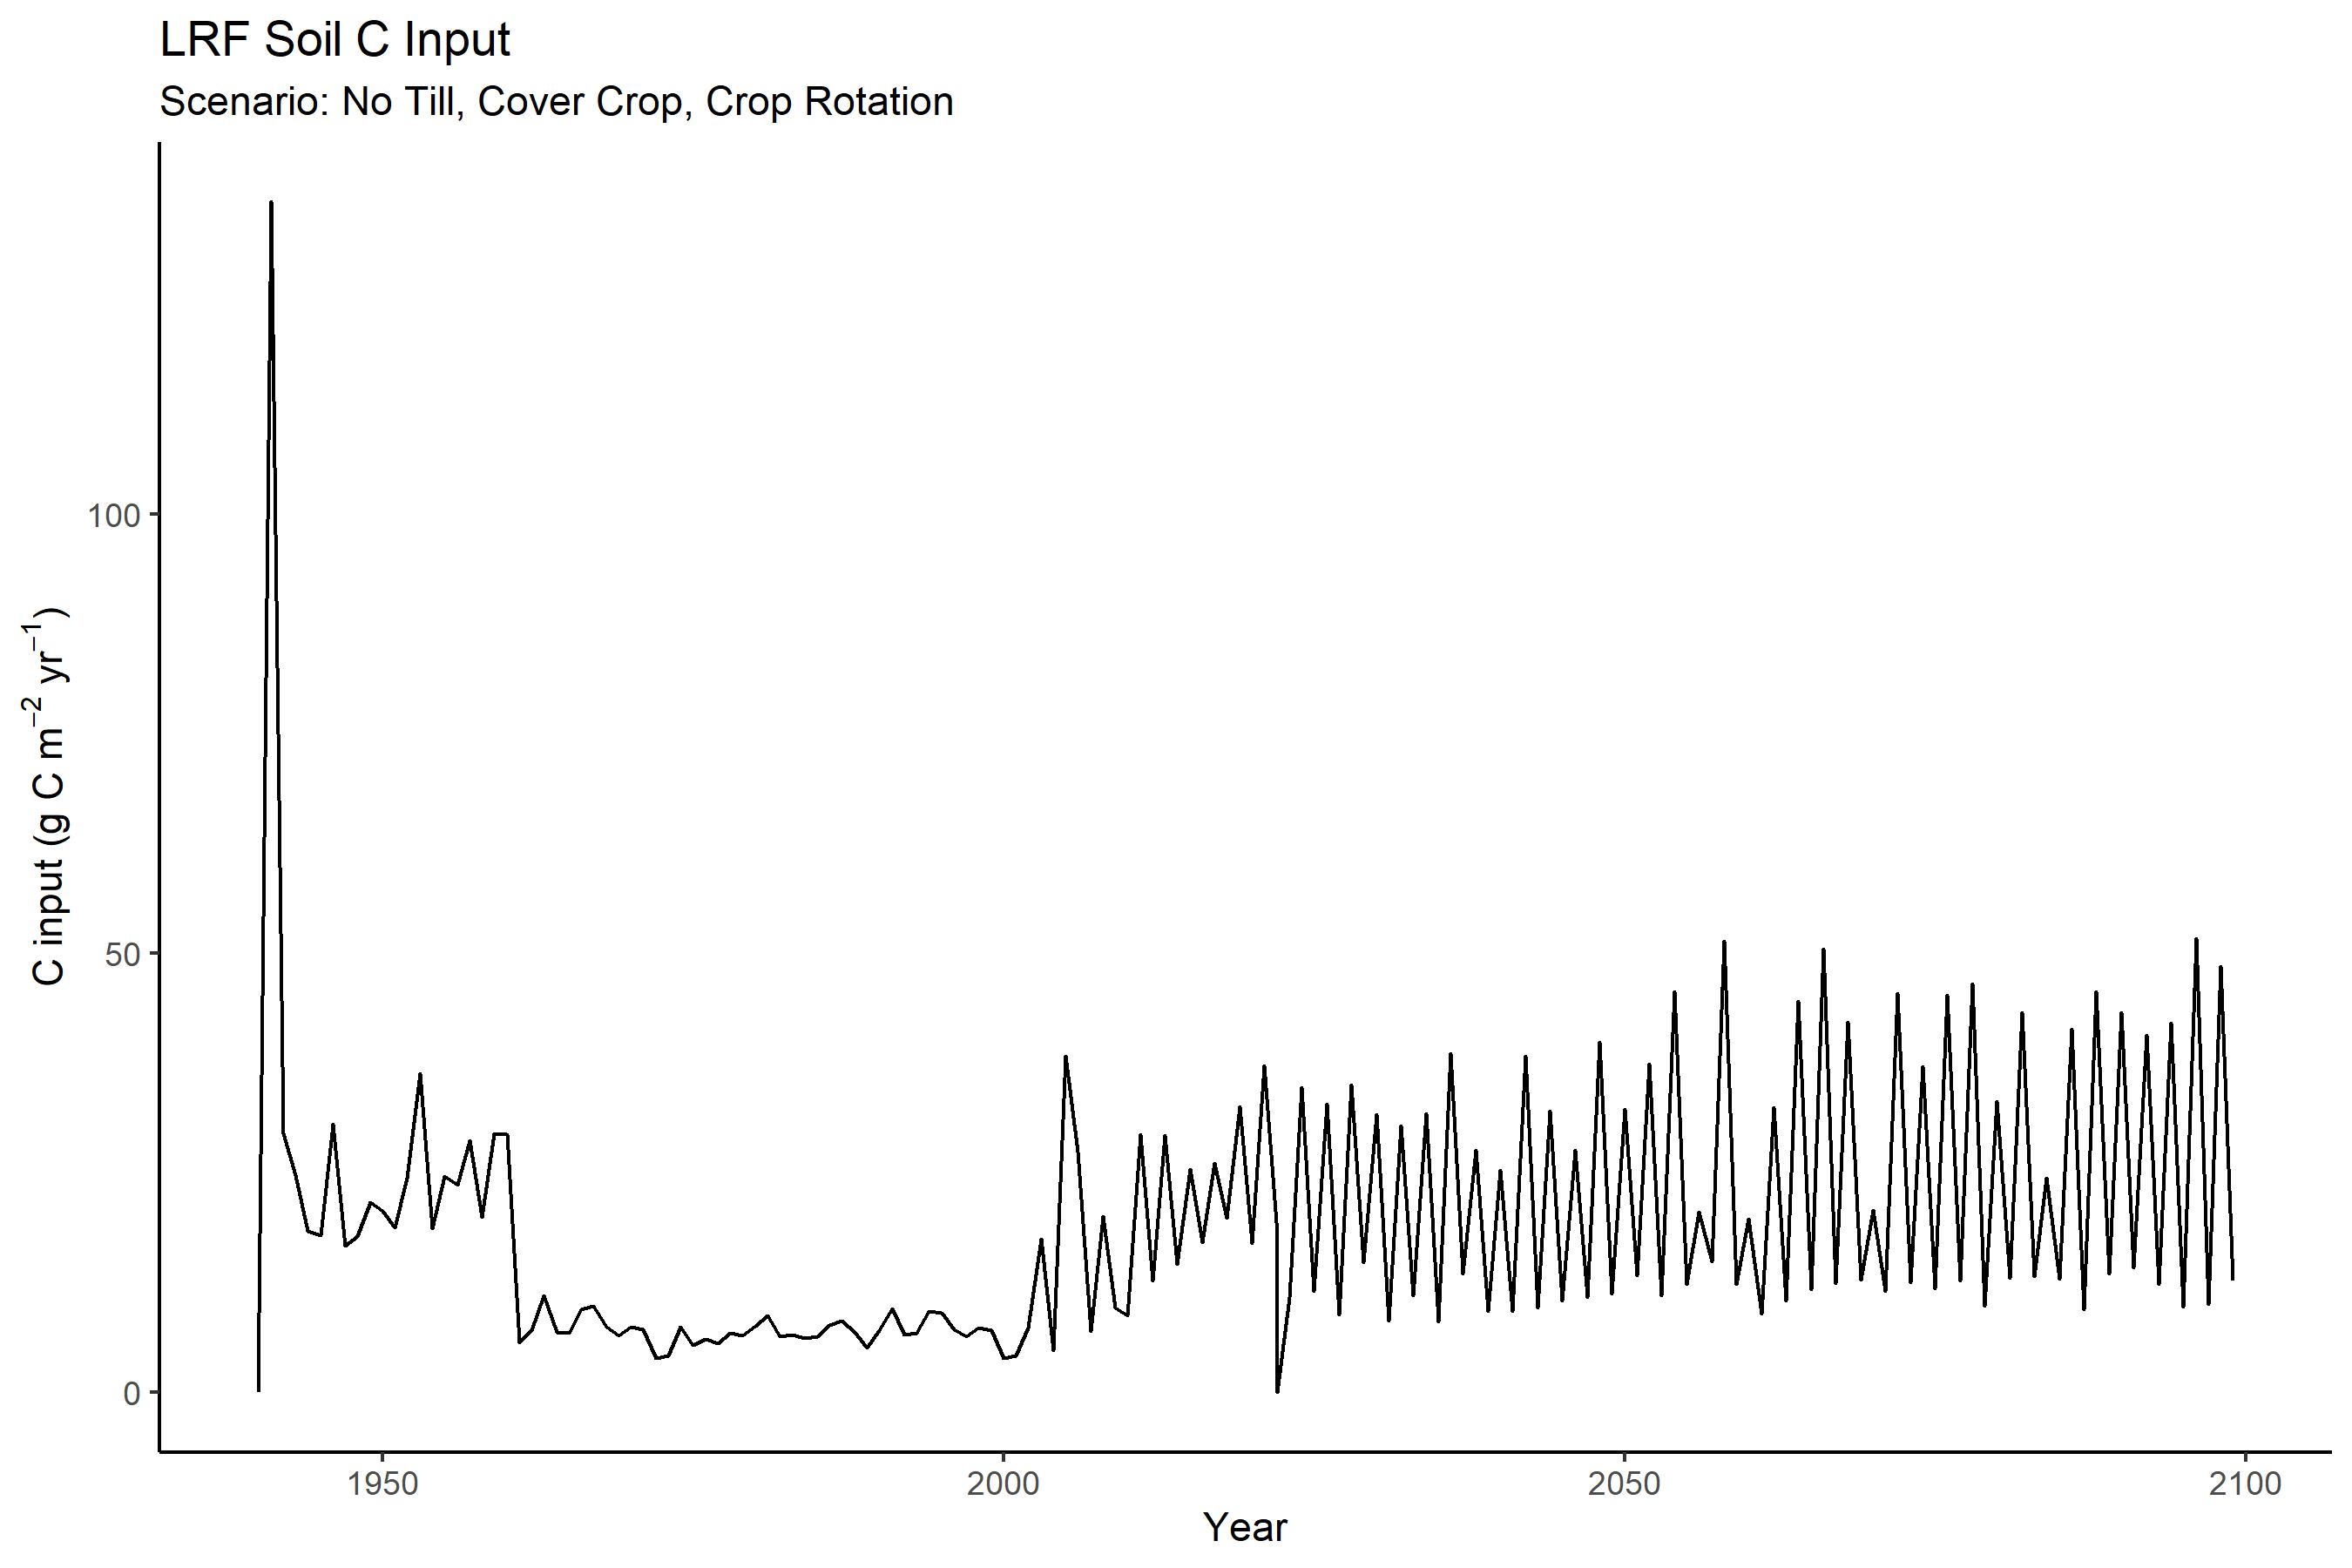 LRF Soil C Input
Scenario: No Till, Cover Crop, Crop Rotation
C input (g C m⁻² yr⁻¹)
100
50
0
1950
2000
2050
2100
Year